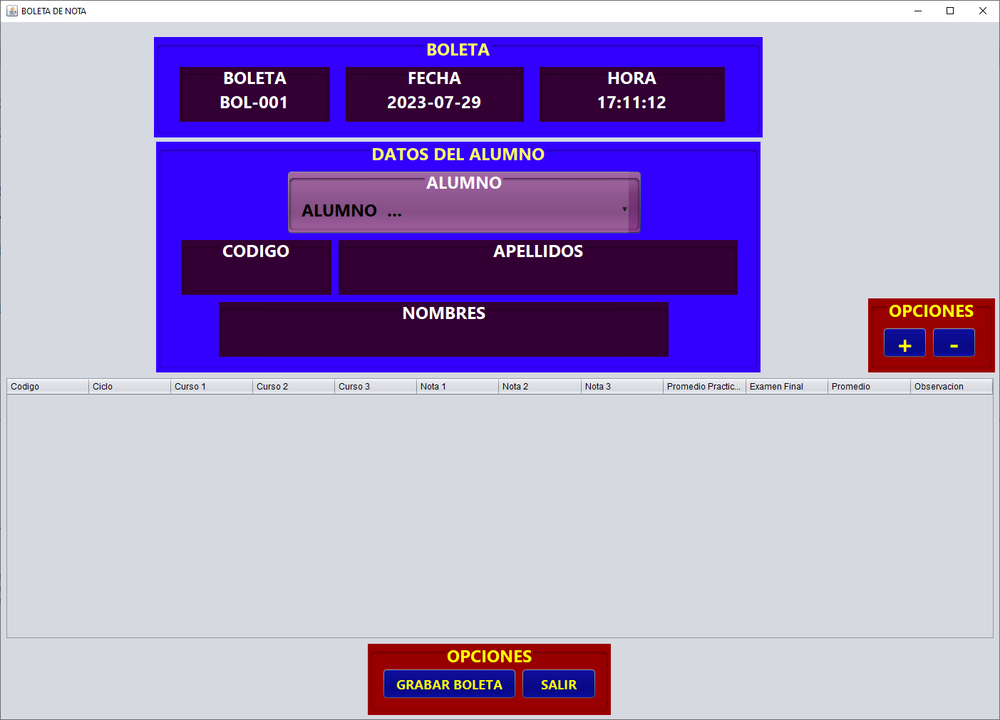 BOLETA DE NOTA
BOLETA
BOLETA FECHA HORA
BOL-001 2023-07-29 17:11:12
DATOS DEL ALUMNO
ALUMNO
ALUMNO ...
CODIGO APELLIDOS
NOMBRES
OPCIONES
+ -
Codigo Ciclo Curso 1 Curso 2 Curso 3 Nota 1 Nota 2 Nota 3 Promedio Practic... Examen Final Promedio Observacion
OPCIONES
GRABAR BOLETA SALIR